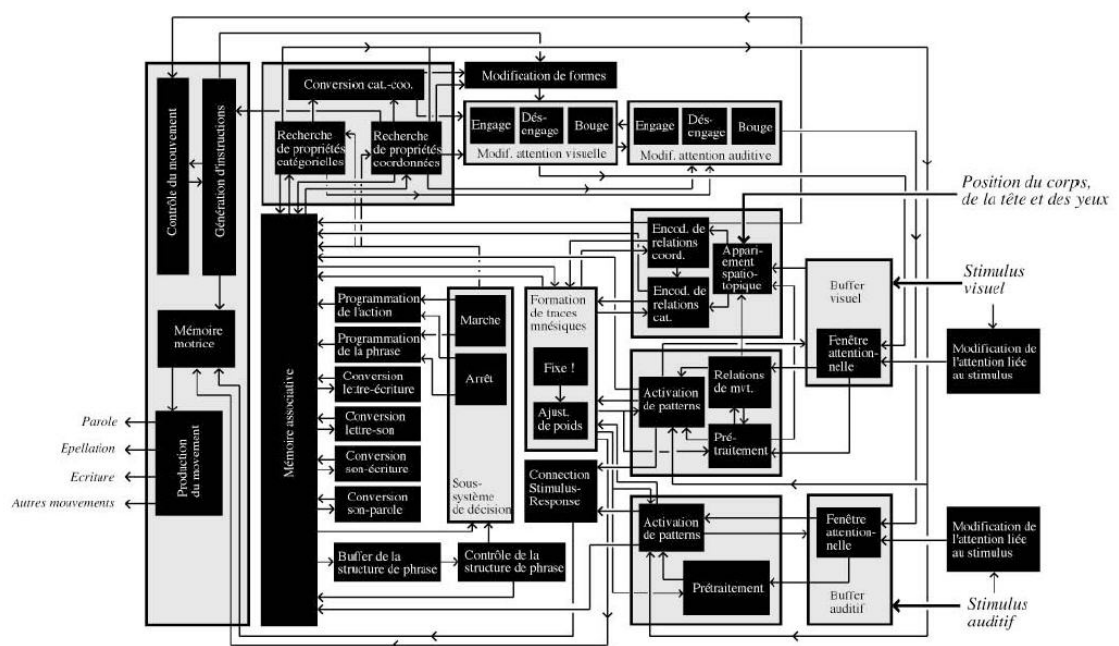 Contrôle du mouvement
Génération d'instructions
Mémoire
motrice
Production
du movement
Parole
Epellation
Ecriture
Autres mouvements
Conversion cat.-coo.
Recherche
de propriétés
catégorielles
Recherche
de propriétés
coordonnées
Modification de formes
Engage
Dés-
engage
Bouge
Modif. attention visuelle
Engage
Dés-
engage
Bouge
Modif. attention auditive
Position du corps,
de la tête et des yeux
Mémoire associative
Programmation
de l'action
Programmation
de la phrase
Conversion
lettre-écriture
Conversion
lettre-son
Conversion
son-écriture
Conversion
son-parole
Marche
Arrêt
Sous-
système
de décision
Buffer de la
structure de phrase
Contrôle de la
structure de phrase
Formation
de traces
mnésiques
Fixe !
Ajust.
de poids
Connection
Stimulus-
Response
Encod. de
relations
coord.
Encod. de
relations
cat.
Appari-
ement
spatio-
topique
Buffer
visuel
Fenêtre
attention-
nelle
Stimulus
visuel
Modification de
l'attention liée
au stimulus
Activation
de patterns
Relations
de mvt.
Pré-
traitement
Activation
de patterns
Prétraitement
Fenêtre
attention-
nelle
Buffer
auditif
Modification de
l'attention liée
au stimulus
Stimulus
auditif